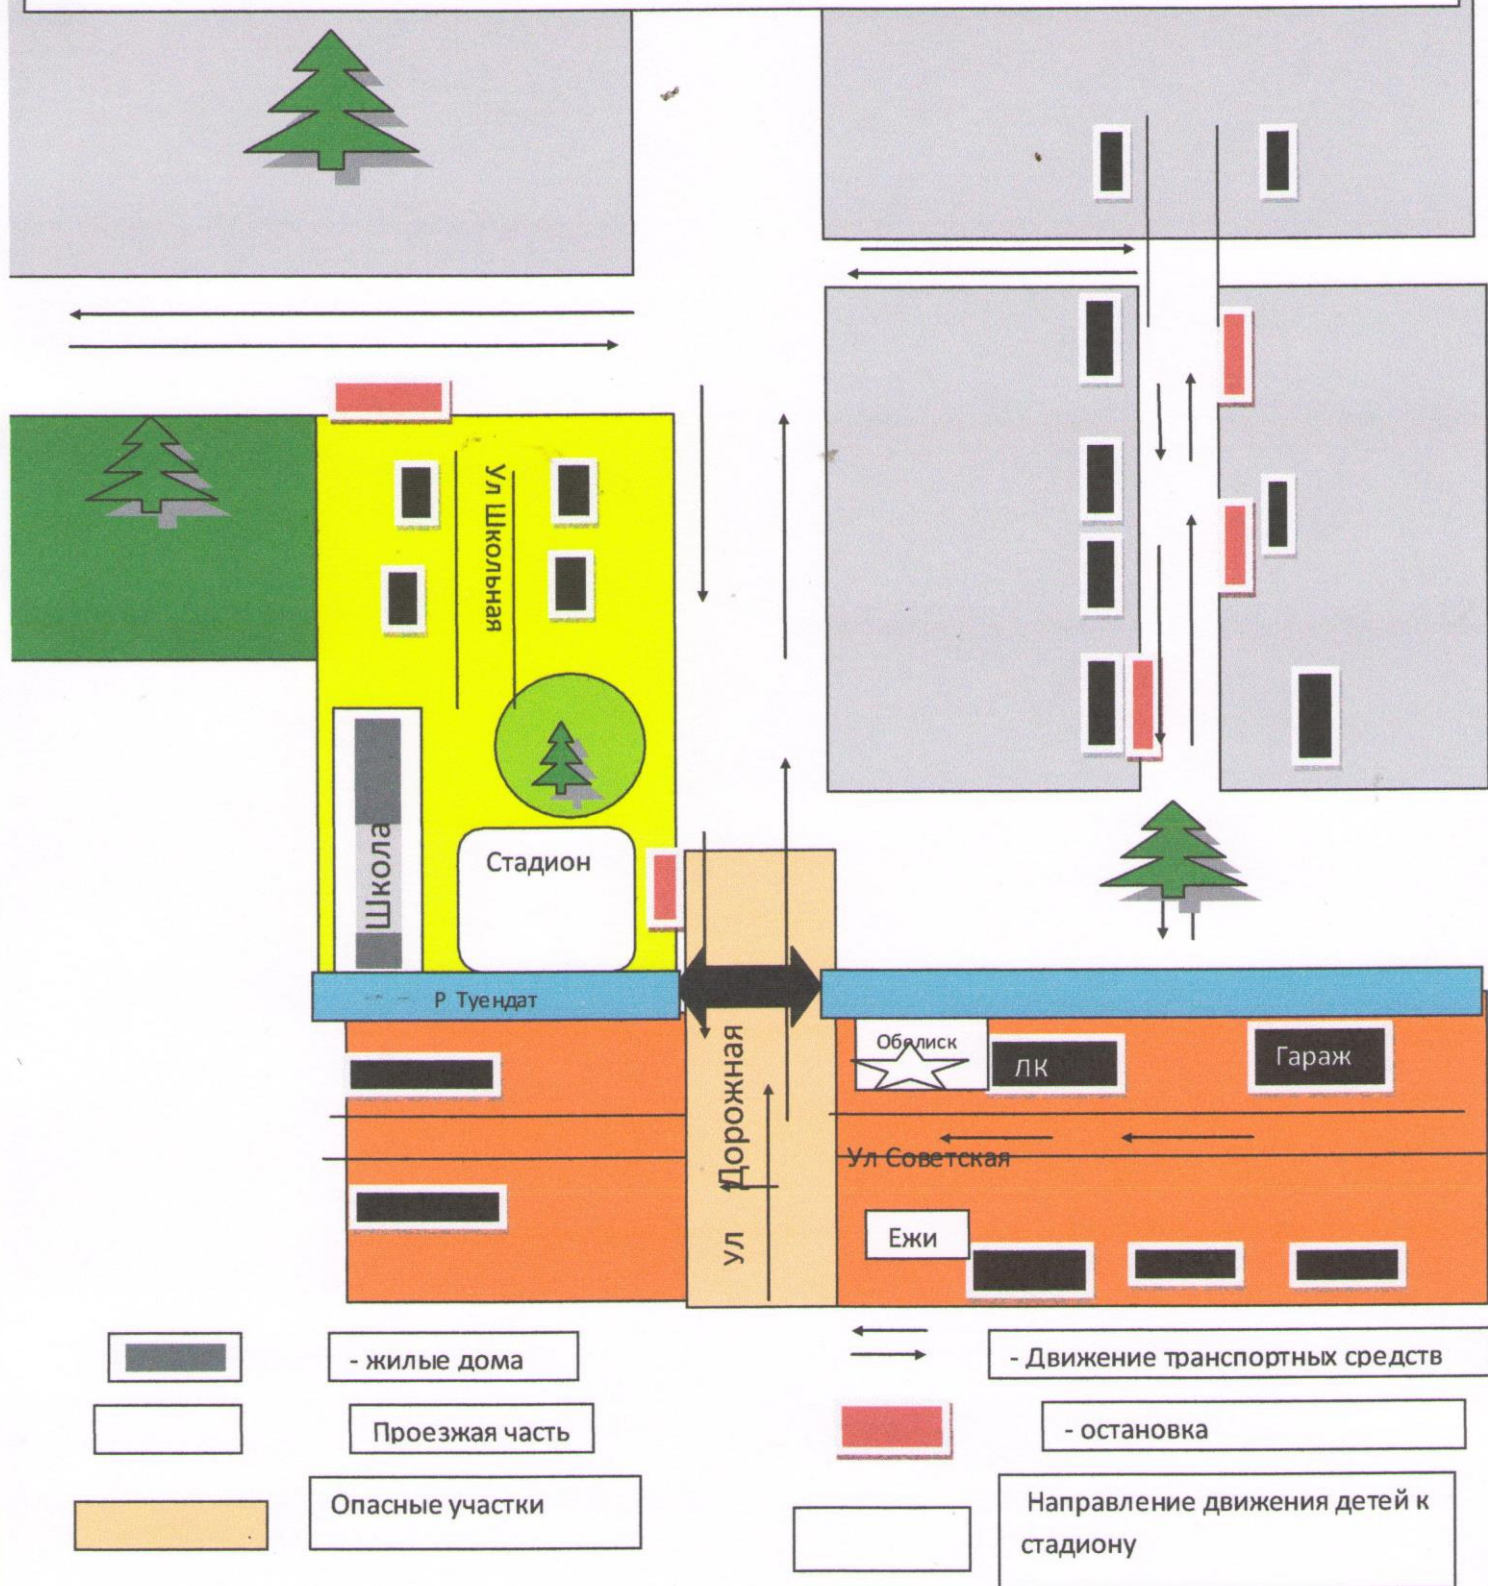 Ул Школьная
Школа
Стадион
Р Туендат
Ул Дорожная
Обелиск
ЛК
Гараж
Ул Советская
Ежи
- жилые дома
- Движение транспортных средств
Проезжая часть
- остановка
Опасные участки
Направление движения детей к
стадиону